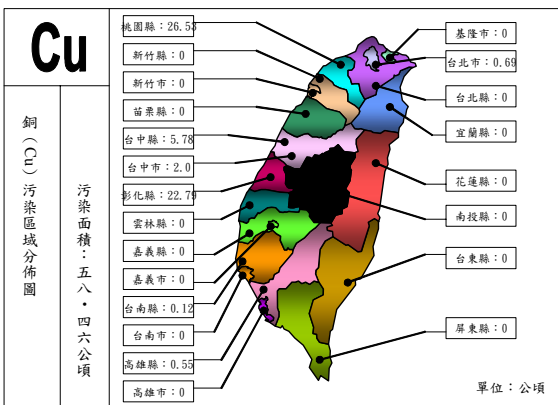 Cu
銅(Cu)污染區域分佈圖
污染面積：五八·四六公頃
桃園縣：26.53
新竹縣：0
新竹市：0
苗栗縣：0
台中縣：5.78
台中市：2.0
彰化縣：22.79
雲林縣：0
嘉義縣：0
嘉義市：0
台南縣：0.12
台南市：0
高雄縣：0.55
高雄市：0
基隆市：0
台北市：0.69
台北縣：0
宜蘭縣：0
花蓮縣：0
南投縣：0
台東縣：0
屏東縣：0
單位：公頃